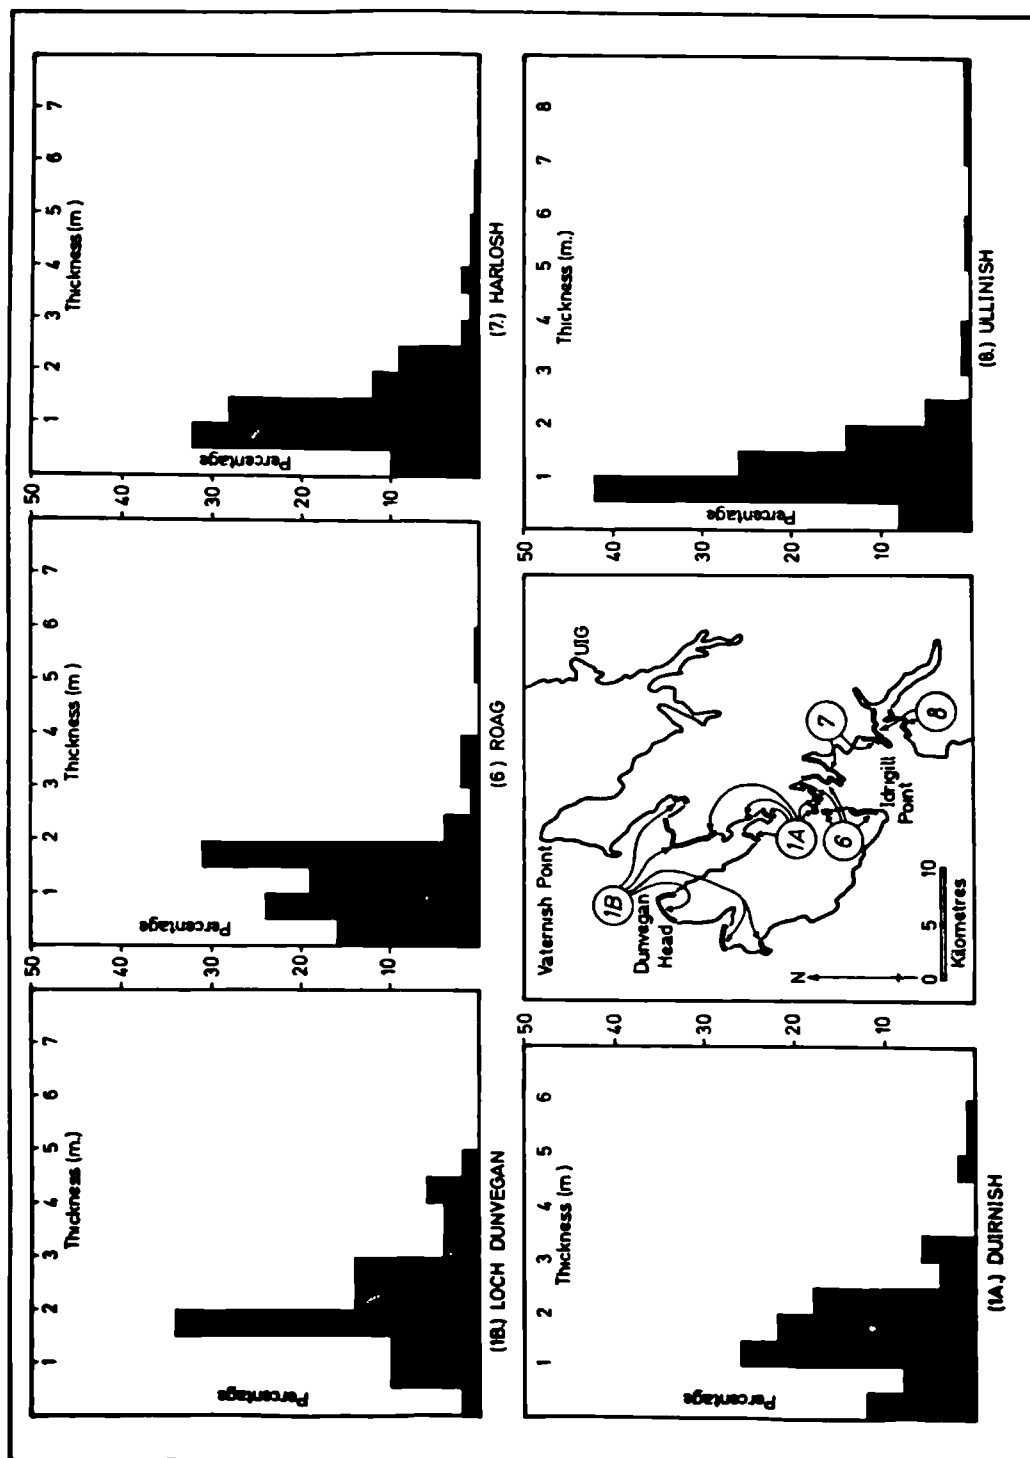 50
40
30
20
10
Percentage
1
2
3
4
5
6
7
Thickness (m.)
(1B.) LOCH DUNVEGAN
50
40
30
20
10
Percentage
1
2
3
4
5
6
7
Thickness (m)
(6) ROAG
50
40
30
20
10
Percentage
1
2
3
4
5
6
7
Thickness (m)
(7.) HARLOSH
50
40
30
20
10
Percentage
1
2
3
4
5
6
Thickness (m)
(1A.) DUIRNISH
Vaternish Point
UIG
1B
Dunvegan
Head
1A
7
6
8
Idrigill
Point
N
0 5 10
Kilometres
50
40
30
20
10
Percentage
1
2
3
4
5
6
7
8
Thickness (m.)
(8.) ULLINISH